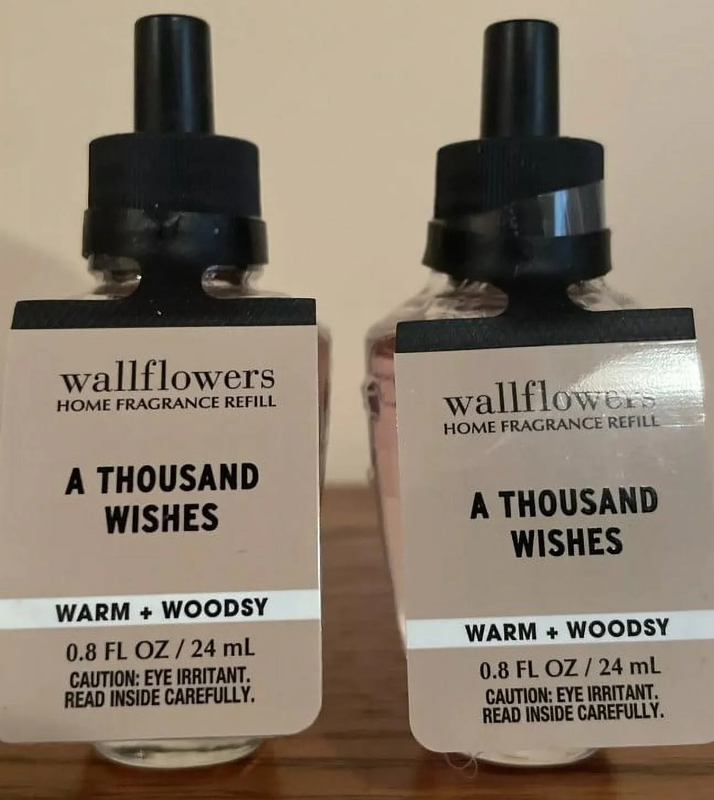 wallflowers
HOME FRAGRANCE REFILL
A THOUSAND
WISHES
WARM + WOODSY
0.8 FL OZ / 24 mL
CAUTION: EYE IRRITANT.
READ INSIDE CAREFULLY.
wallflowers
HOME FRAGRANCE REFILL
A THOUSAND
WISHES
WARM + WOODSY
0.8 FL OZ / 24 mL
CAUTION: EYE IRRITANT.
READ INSIDE CAREFULLY.